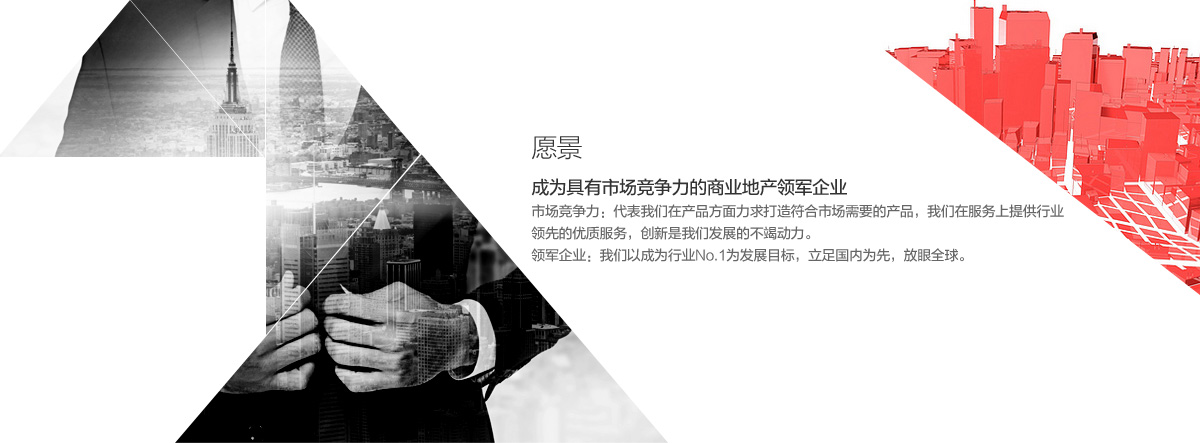 愿景
成为具有市场竞争力的商业地产领军企业
市场竞争力：代表我们在产品方面力求打造符合市场需要的产品，我们在服务上提供行业
领先的优质服务，创新是我们发展的不竭动力。
领军企业：我们以成为行业No.1为发展目标，立足国内为先，放眼全球。